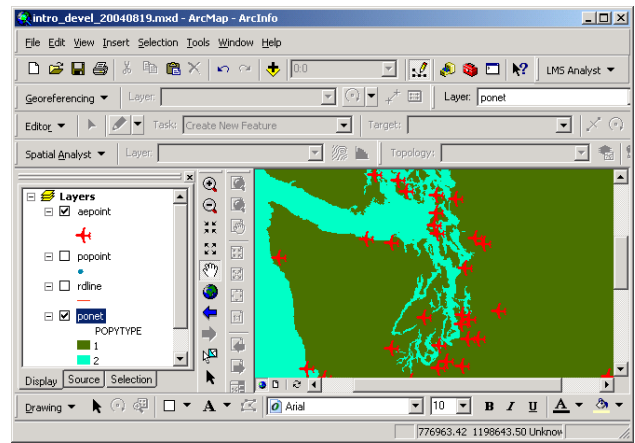 intro_devel_20040819.mxd - ArcMap - ArcInfo
File Edit View Insert Selection Tools Window Help
0:0 LMS Analyst
Georeferencing Layer: Layer: ponet
Editor Task: Create New Feature Target:
Spatial Analyst Layer: Topology:
Layers
aepoint
popoint
rdline
ponet
POPYTYPE
1
2
Display Source Selection
Drawing A Arial 10 B I U A
776963.42 1198643.50 Unknow